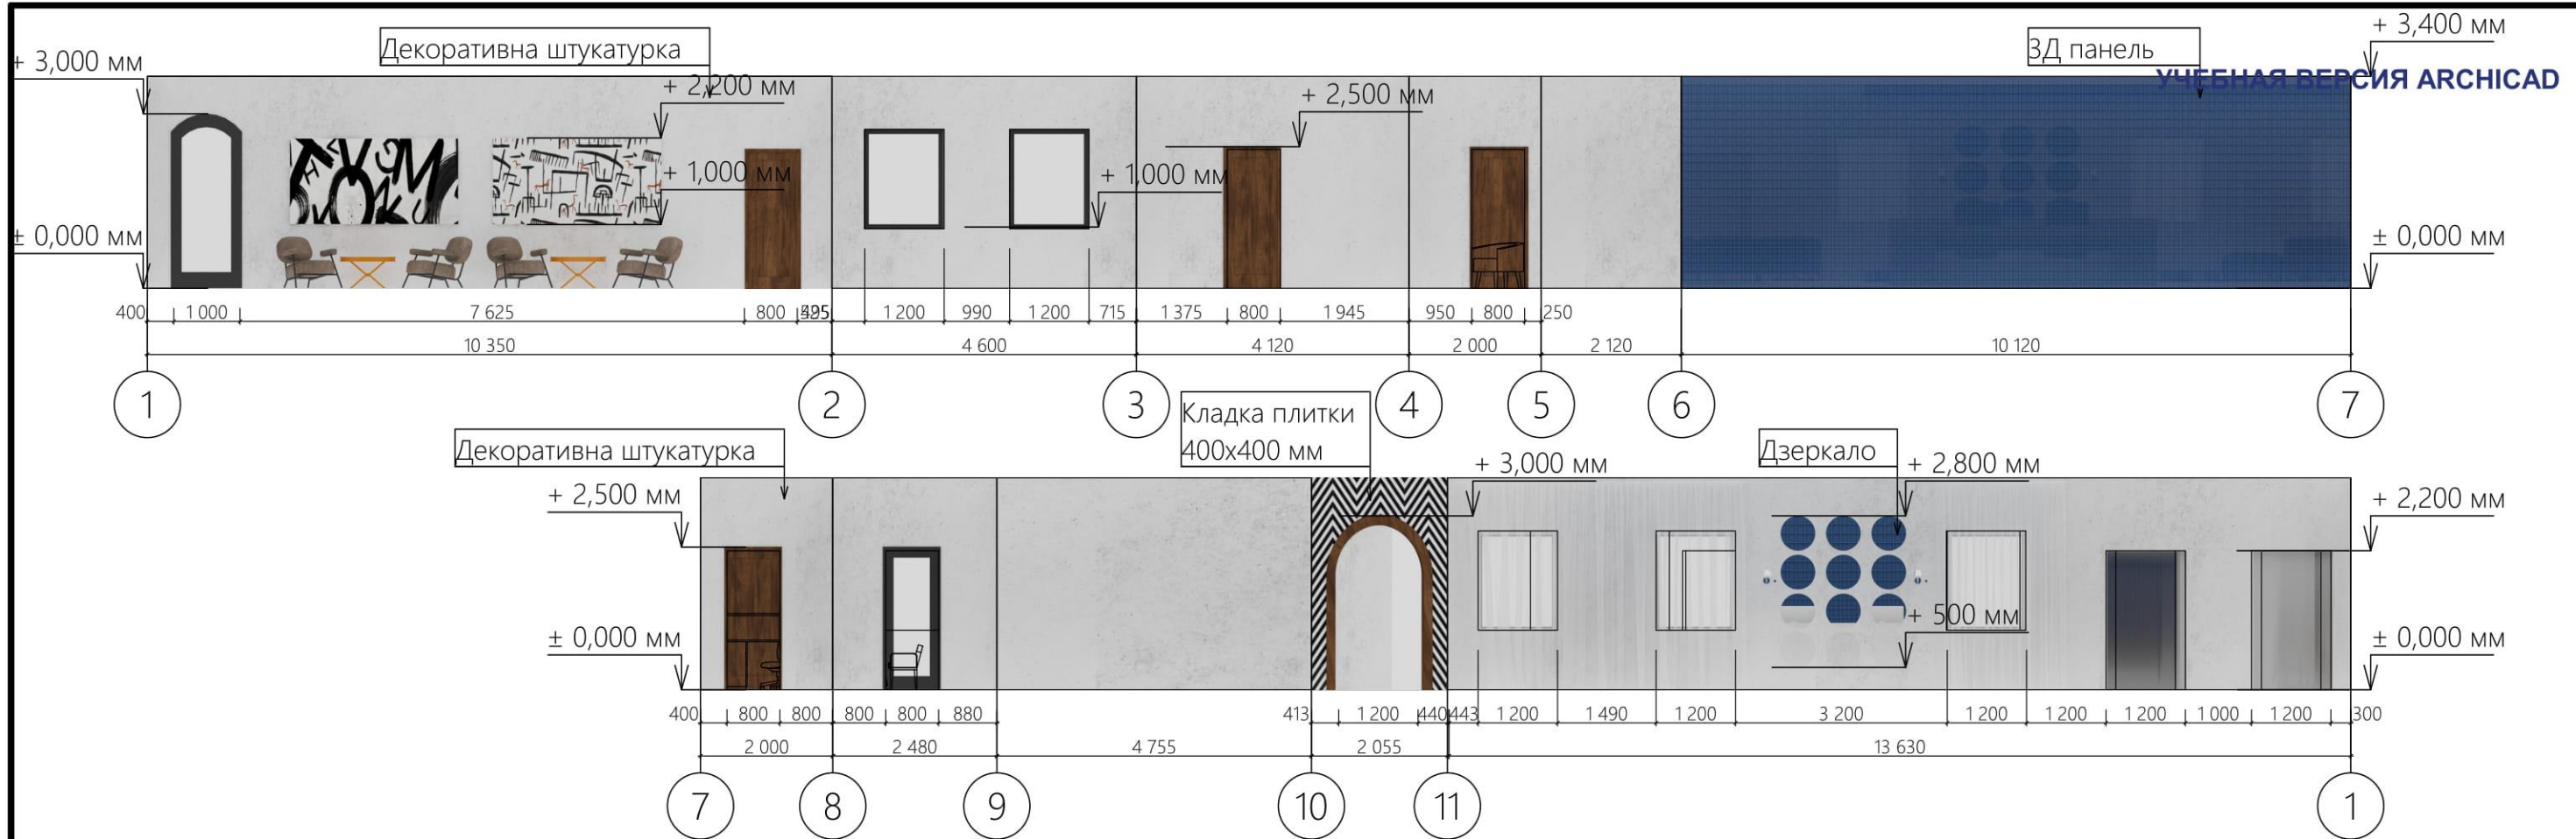 Декоративна штукатурка
3Д панель
+ 3,400 мм
+ 3,000 мм
УЧЕБНАЯ ВЕРСИЯ ARCHICAD
+ 2,200 мм
+ 2,500 мм
+ 1,000 мм
+ 1,000 мм
± 0,000 мм
± 0,000 мм
400 1 000 7 625 800 1 200 990 1 200 715 1 375 800 1 945 950 800 250
10 350 4 600 4 120 2 000 2 120 10 120
1 2 3 4 5 6 7
Кладка плитки
400х400 мм
Декоративна штукатурка
Дзеркало
+ 3,000 мм
+ 2,800 мм
+ 2,500 мм
+ 2,200 мм
+ 500 мм
± 0,000 мм
± 0,000 мм
400 800 800 800 800 880 413 1 200 440 443 1 200 1 490 1 200 3 200 1 200 1 200 1 200 1 000 1 200 300
2 000 2 480 4 755 2 055 13 630
7 8 9 10 11 1